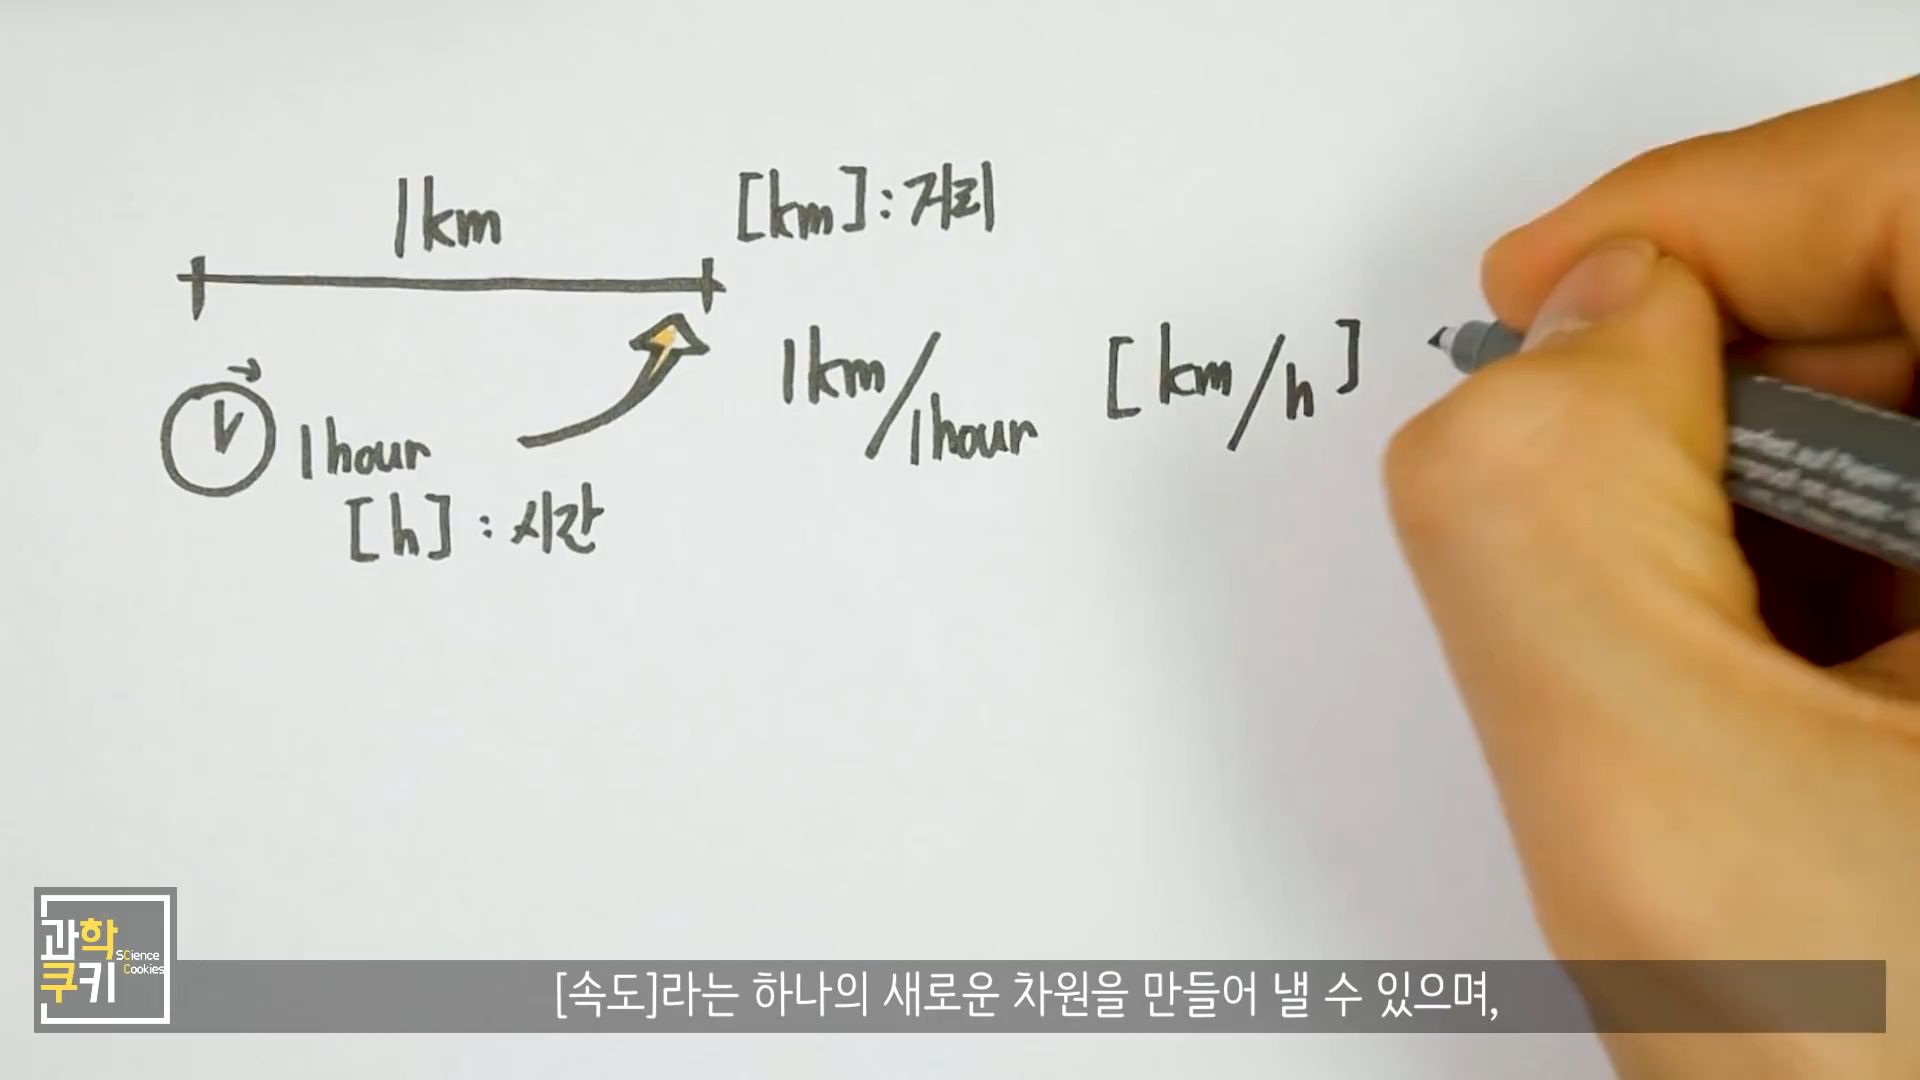 1km
[km] : 거리
1km/1hour
[km/h]
1hour
[h] : 시간
과학
쿠키
Science
Cookies
[속도]라는 하나의 새로운 차원을 만들어 낼 수 있으며,